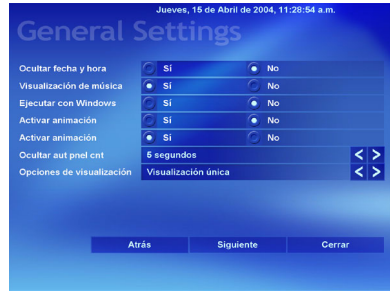 Jueves, 15 de Abril de 2004, 11:28:54 a.m.
General Settings
Ocultar fecha y hora Sí No
Visualización de música Sí No
Ejecutar con Windows Sí No
Activar animación Sí No
Activar animación Sí No
Ocultar aut pnel cnt 5 segundos < >
Opciones de visualización Visualización única < >
Atrás Siguiente Cerrar